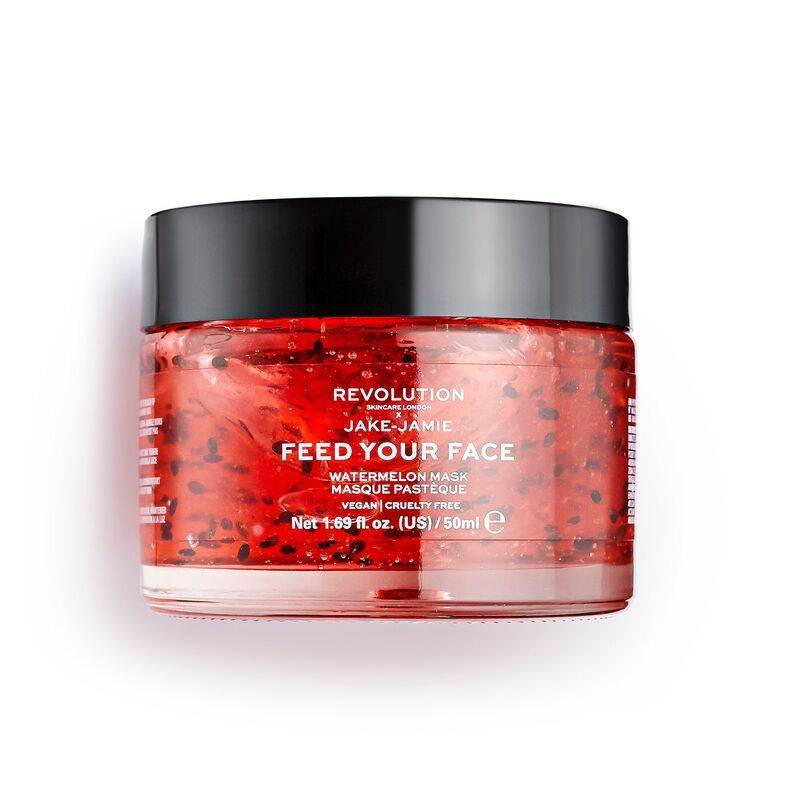 REVOLUTION
SKINCARE LONDON
X
JAKE-JAMIE
FEED YOUR FACE
WATERMELON MASK
MASQUE PASTÈQUE
VEGAN | CRUELTY FREE
Net 1.69 fl. oz. (US) / 50ml ℮